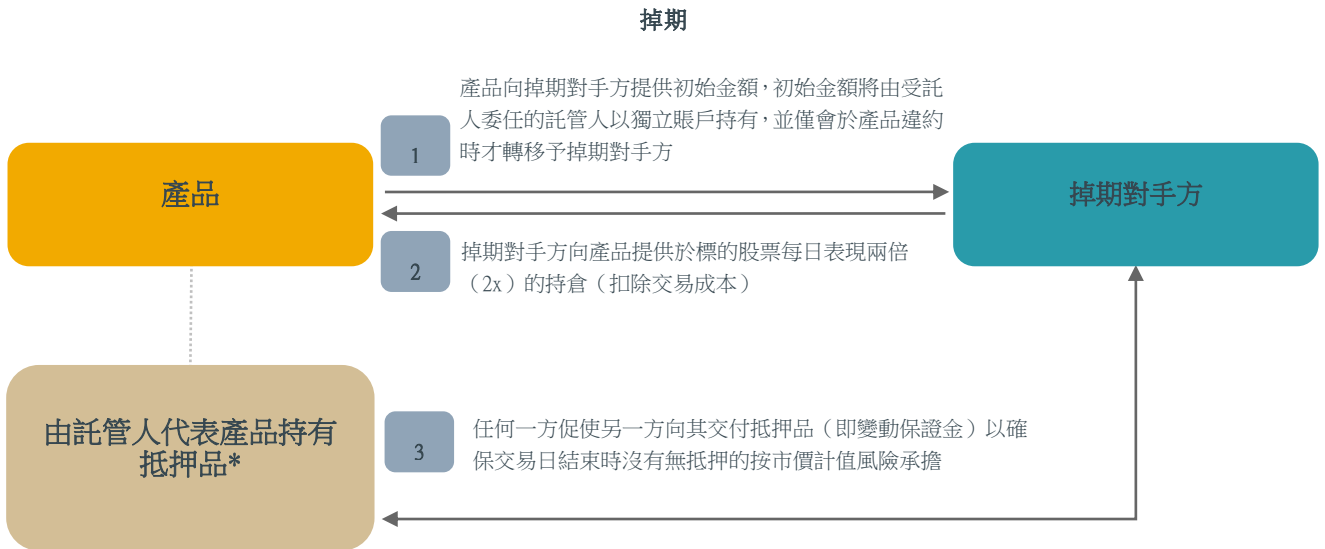 掉期
產品向掉期對手方提供初始金額，初始金額將由受託
人委任的託管人以獨立賬戶持有，並僅會於產品違約
時才轉移予掉期對手方
1
產品
掉期對手方
2
掉期對手方向產品提供於標的股票每日表現兩倍
（2x）的持倉（扣除交易成本）
由託管人代表產品持有
抵押品*
3
任何一方促使另一方向其交付抵押品（即變動保證金）以確
保交易日結束時沒有無抵押的按市價計值風險承擔